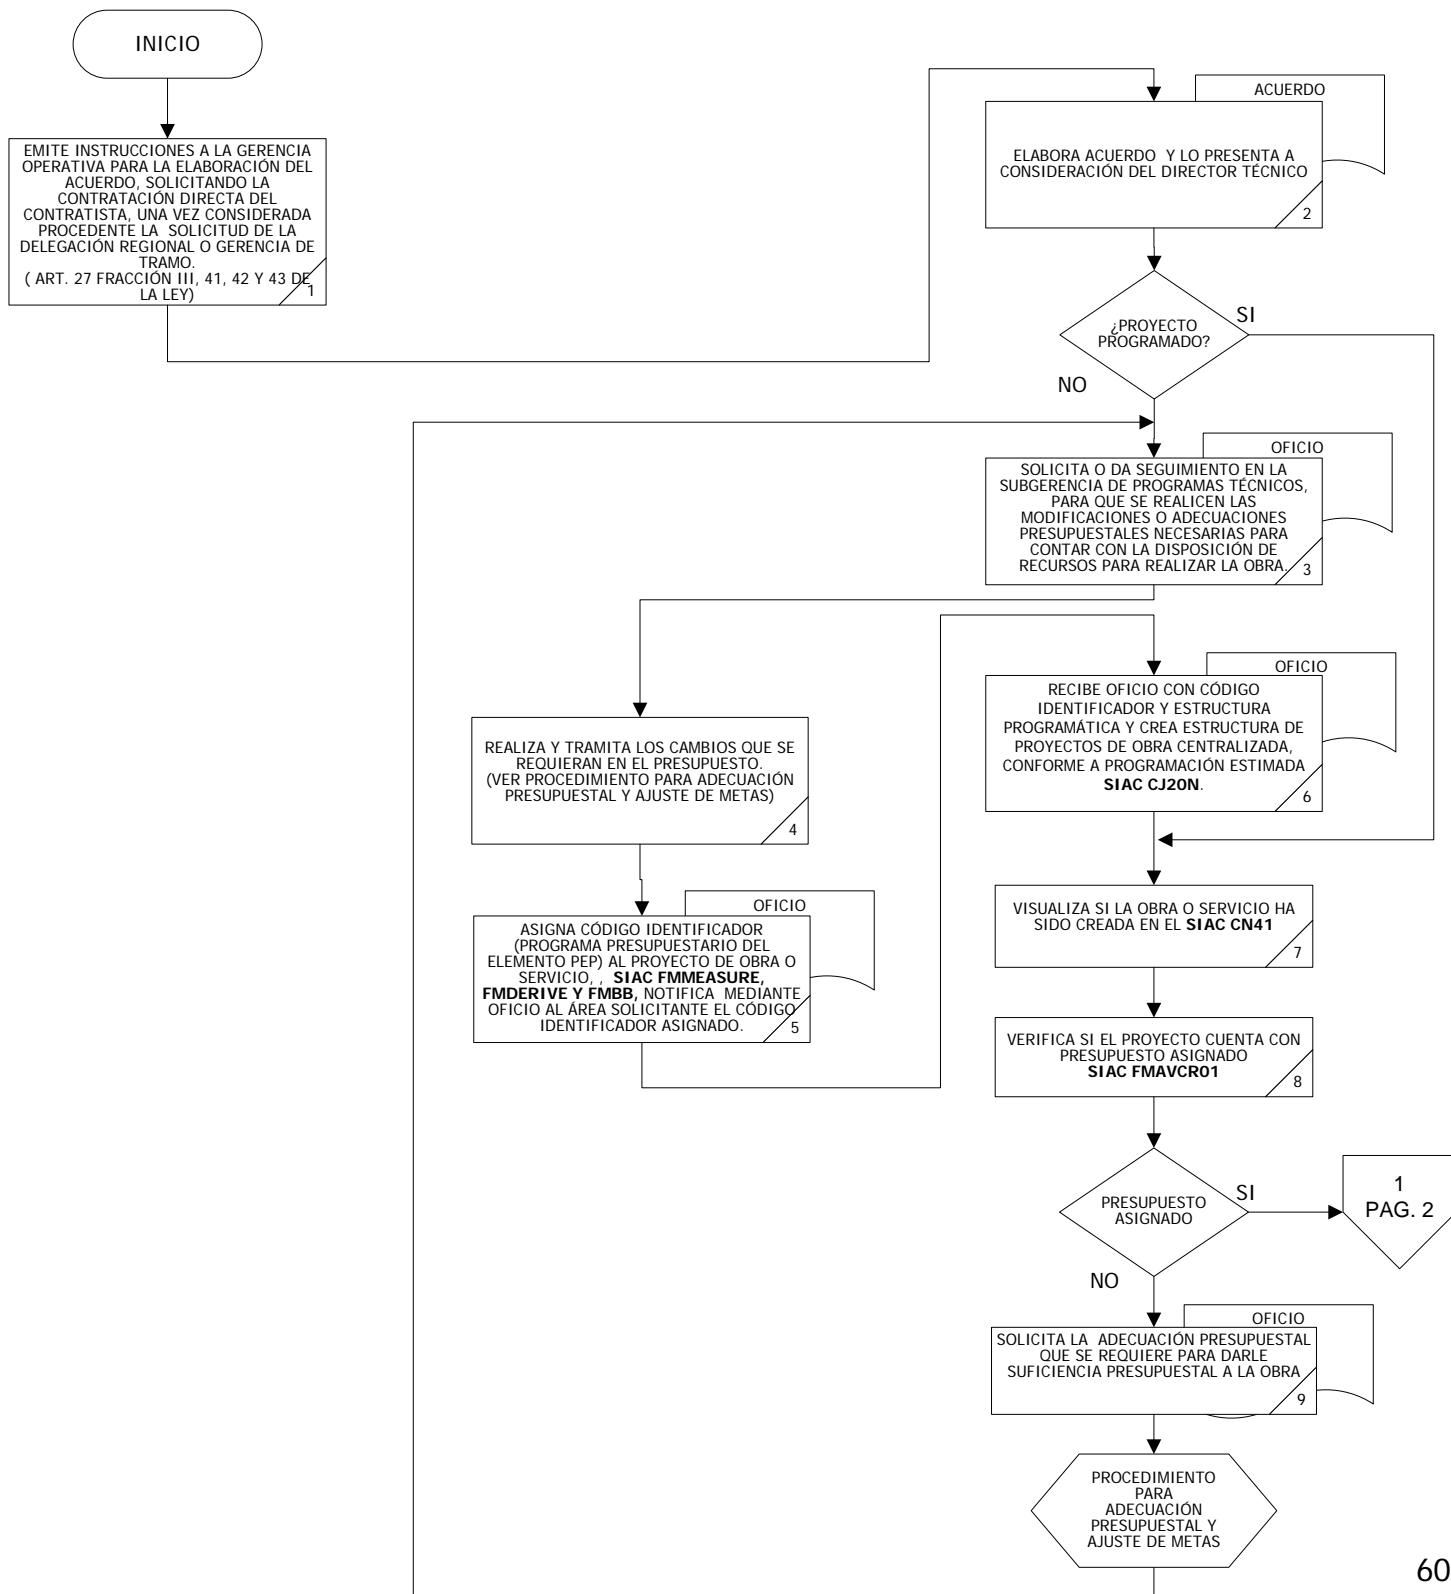 INICIO
EMITE INSTRUCCIONES A LA GERENCIA
OPERATIVA PARA LA ELABORACIÓN DEL
ACUERDO, SOLICITANDO LA
CONTRATACIÓN DIRECTA DEL
CONTRATISTA, UNA VEZ CONSIDERADA
PROCEDENTE LA SOLICITUD DE LA
DELEGACIÓN REGIONAL O GERENCIA DE
TRAMO.
( ART. 27 FRACCIÓN III, 41, 42 Y 43 DE
LA LEY)
1
ACUERDO
ELABORA ACUERDO Y LO PRESENTA A
CONSIDERACIÓN DEL DIRECTOR TÉCNICO
2
¿PROYECTO
PROGRAMADO?
SI
NO
OFICIO
SOLICITA O DA SEGUIMIENTO EN LA
SUBGERENCIA DE PROGRAMAS TÉCNICOS,
PARA QUE SE REALICEN LAS
MODIFICACIONES O ADECUACIONES
PRESUPUESTALES NECESARIAS PARA
CONTAR CON LA DISPOSICIÓN DE
RECURSOS PARA REALIZAR LA OBRA.
3
REALIZA Y TRAMITA LOS CAMBIOS QUE SE
REQUIERAN EN EL PRESUPUESTO.
(VER PROCEDIMIENTO PARA ADECUACIÓN
PRESUPUESTAL Y AJUSTE DE METAS)
4
OFICIO
ASIGNA CÓDIGO IDENTIFICADOR
(PROGRAMA PRESUPUESTARIO DEL
ELEMENTO PEP) AL PROYECTO DE OBRA O
SERVICIO, , SIAC FMMEASURE,
FMDERIVE Y FMBB, NOTIFICA MEDIANTE
OFICIO AL ÁREA SOLICITANTE EL CÓDIGO
IDENTIFICADOR ASIGNADO.
5
OFICIO
RECIBE OFICIO CON CÓDIGO
IDENTIFICADOR Y ESTRUCTURA
PROGRAMÁTICA Y CREA ESTRUCTURA DE
PROYECTOS DE OBRA CENTRALIZADA,
CONFORME A PROGRAMACIÓN ESTIMADA
SIAC CJ20N.
6
VISUALIZA SI LA OBRA O SERVICIO HA
SIDO CREADA EN EL SIAC CN41
7
VERIFICA SI EL PROYECTO CUENTA CON
PRESUPUESTO ASIGNADO
SIAC FMAVCR01
8
PRESUPUESTO
ASIGNADO
SI
1
PAG. 2
NO
OFICIO
SOLICITA LA ADECUACIÓN PRESUPUESTAL
QUE SE REQUIERE PARA DARLE
SUFICIENCIA PRESUPUESTAL A LA OBRA
9
PROCEDIMIENTO
PARA
ADECUACIÓN
PRESUPUESTAL Y
AJUSTE DE METAS
60